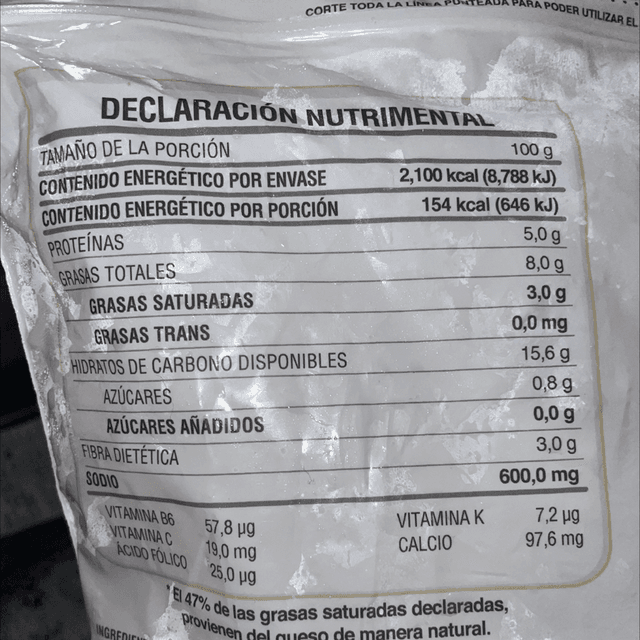 CORTE TODA LA LÍNEA PUNTEADA PARA PODER UTILIZAR EL
DECLARACIÓN NUTRIMENTAL
TAMAÑO DE LA PORCIÓN 100 g
CONTENIDO ENERGÉTICO POR ENVASE 2,100 kcal (8,788 kJ)
CONTENIDO ENERGÉTICO POR PORCIÓN 154 kcal (646 kJ)
PROTEÍNAS 5,0 g
GRASAS TOTALES 8,0 g
GRASAS SATURADAS 3,0 g
GRASAS TRANS 0,0 mg
HIDRATOS DE CARBONO DISPONIBLES 15,6 g
AZÚCARES 0,8 g
AZÚCARES AÑADIDOS 0,0 g
FIBRA DIETÉTICA 3,0 g
SODIO 600,0 mg
VITAMINA B6 57,8 µg VITAMINA K 7,2 µg
VITAMINA C 19,0 mg CALCIO 97,6 mg
ÁCIDO FÓLICO 25,0 µg
*El 47% de las grasas saturadas declaradas,
provienen del queso de manera natural.